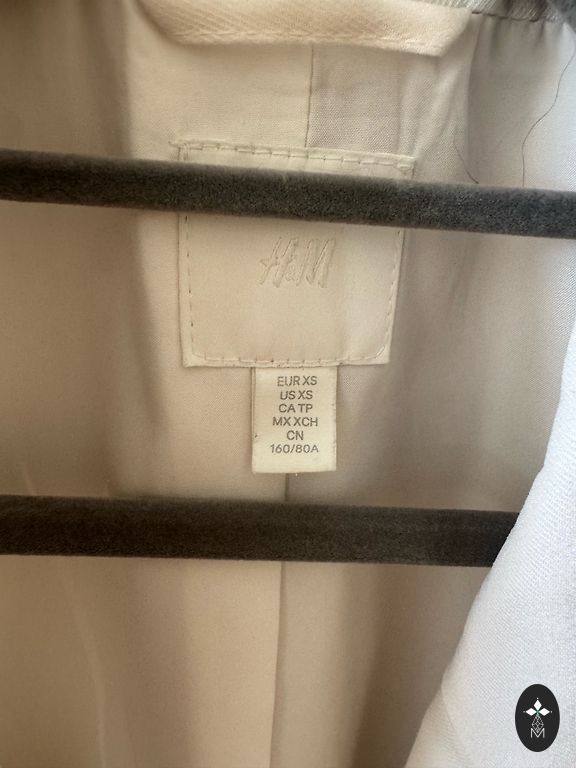 H&M
EUR XS
US XS
CA TP
MX XCH
CN
160/80A